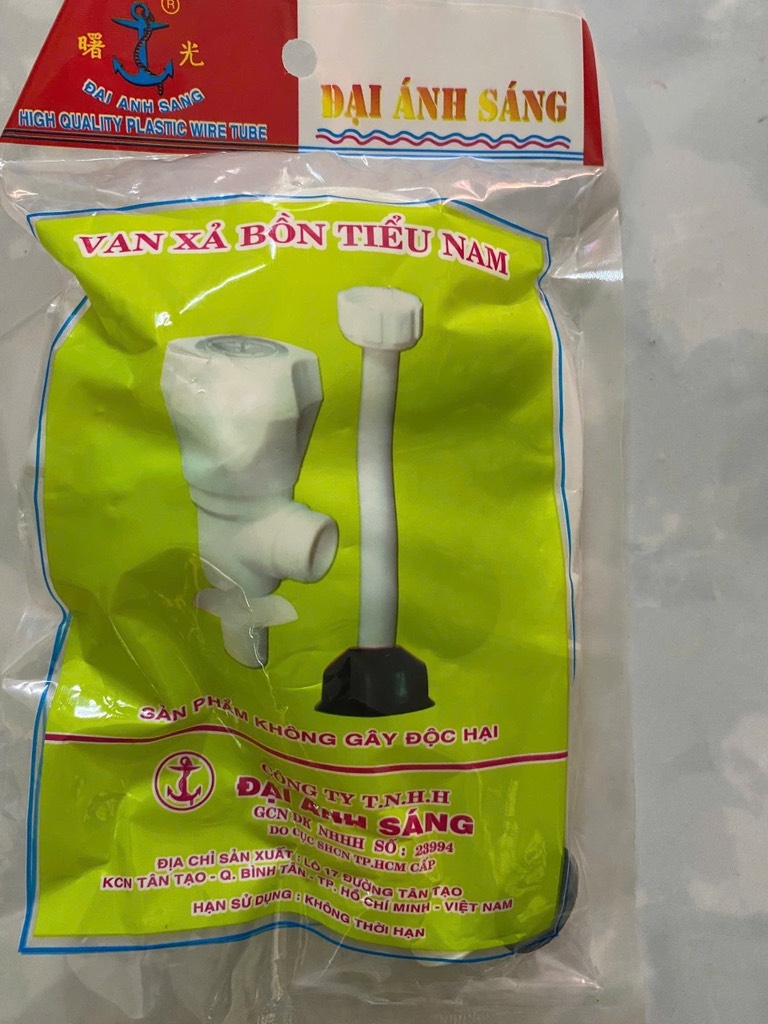 ®
曙 光
ĐẠI ANH SANG
HIGH QUALITY PLASTIC WIRE TUBE
ĐẠI ÁNH SÁNG
VAN XẢ BỒN TIỂU NAM
SẢN PHẨM KHÔNG GÂY ĐỘC HẠI
CÔNG TY T.N.H.H
ĐẠI ÁNH SÁNG
GCN ĐK NHHH SỐ : 23994
DO CỤC SHCN TP.HCM CẤP
ĐỊA CHỈ SẢN XUẤT : LÔ 17 ĐƯỜNG TÂN TẠO
KCN TÂN TẠO - Q. BÌNH TÂN - TP. HỒ CHÍ MINH - VIỆT NAM
HẠN SỬ DỤNG : KHÔNG THỜI HẠN